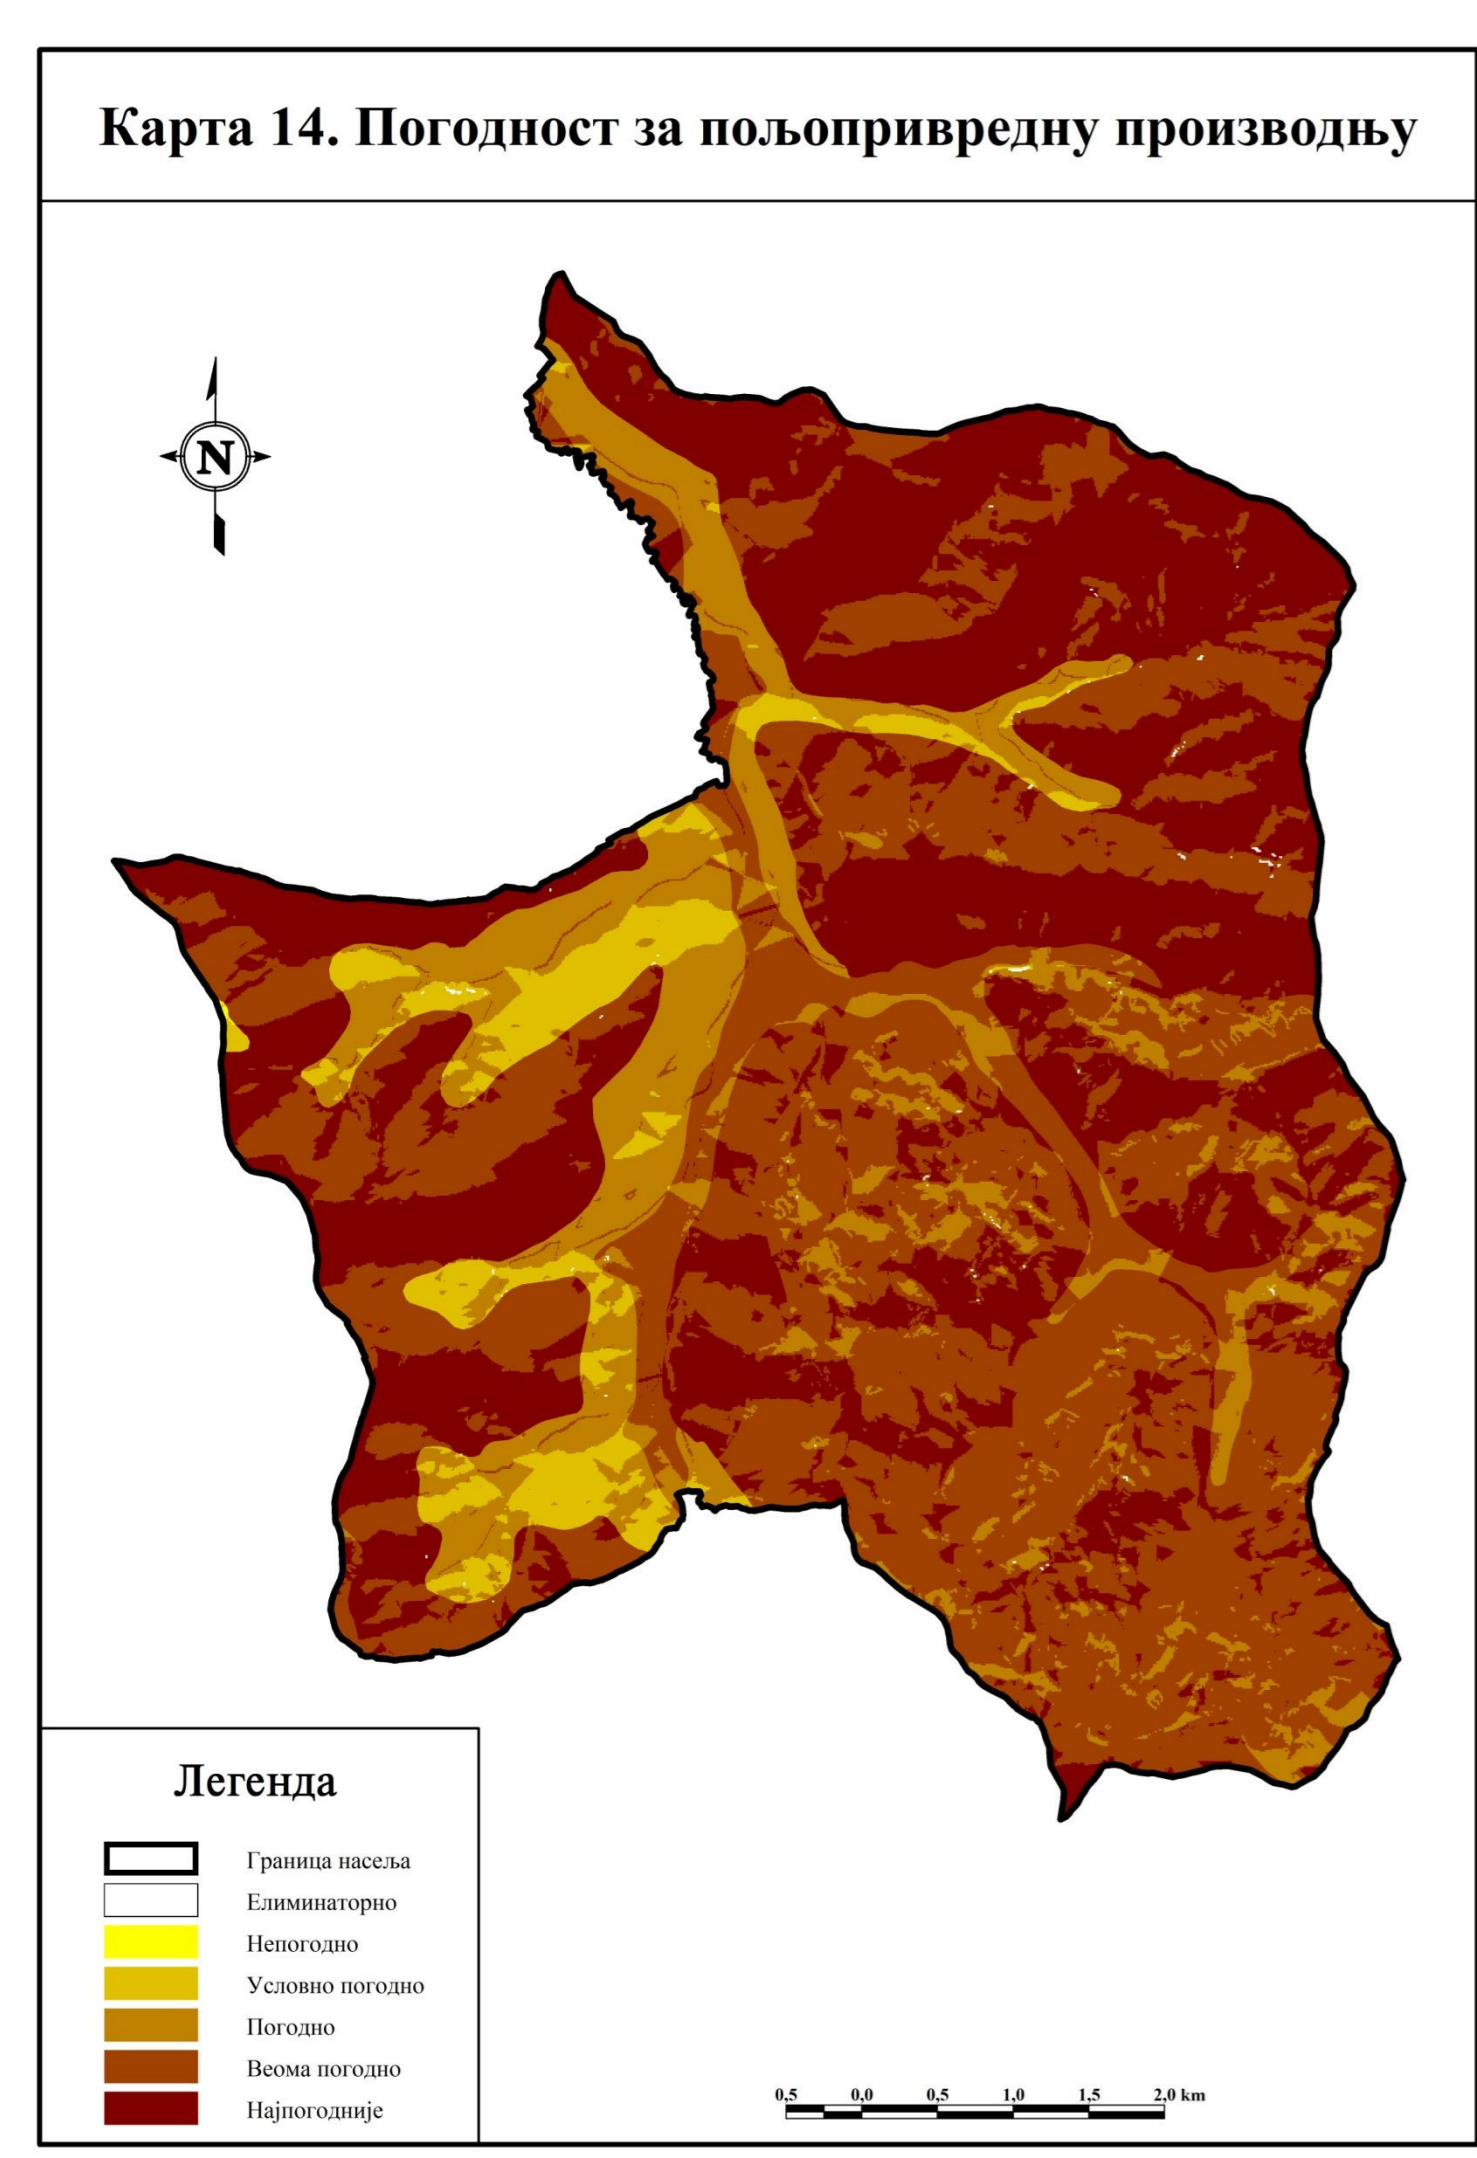 Карта 14. Погодност за пољопривредну производњу
N
Легенда
Граница насеља
Елиминаторно
Непогодно
Условно погодно
Погодно
Веома погодно
Најпогодније
0,5 0,0 0,5 1,0 1,5 2,0 km